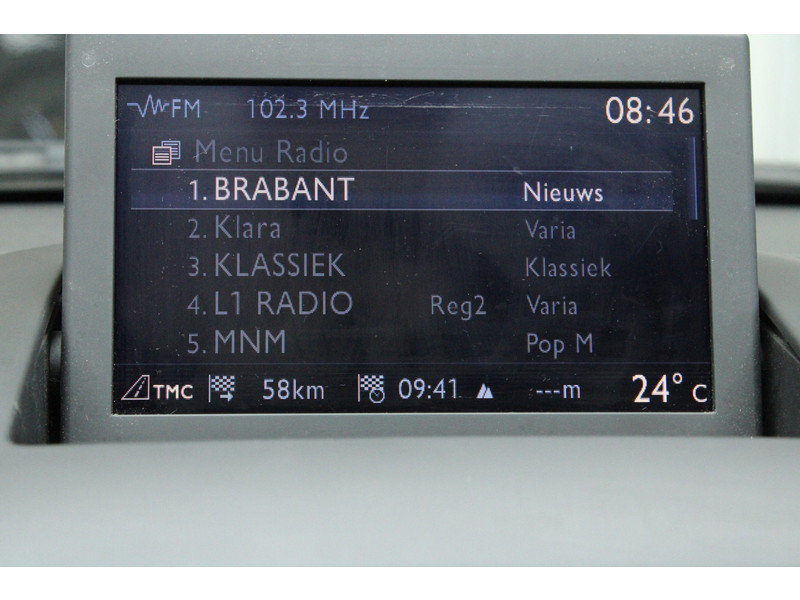 FM 102.3 MHz 08:46
Menu Radio
1. BRABANT Nieuws
2. Klara Varia
3. KLASSIEK Klassiek
4. L1 RADIO Reg2 Varia
5. MNM Pop M
TMC 58km 09:41 ---m 24° C